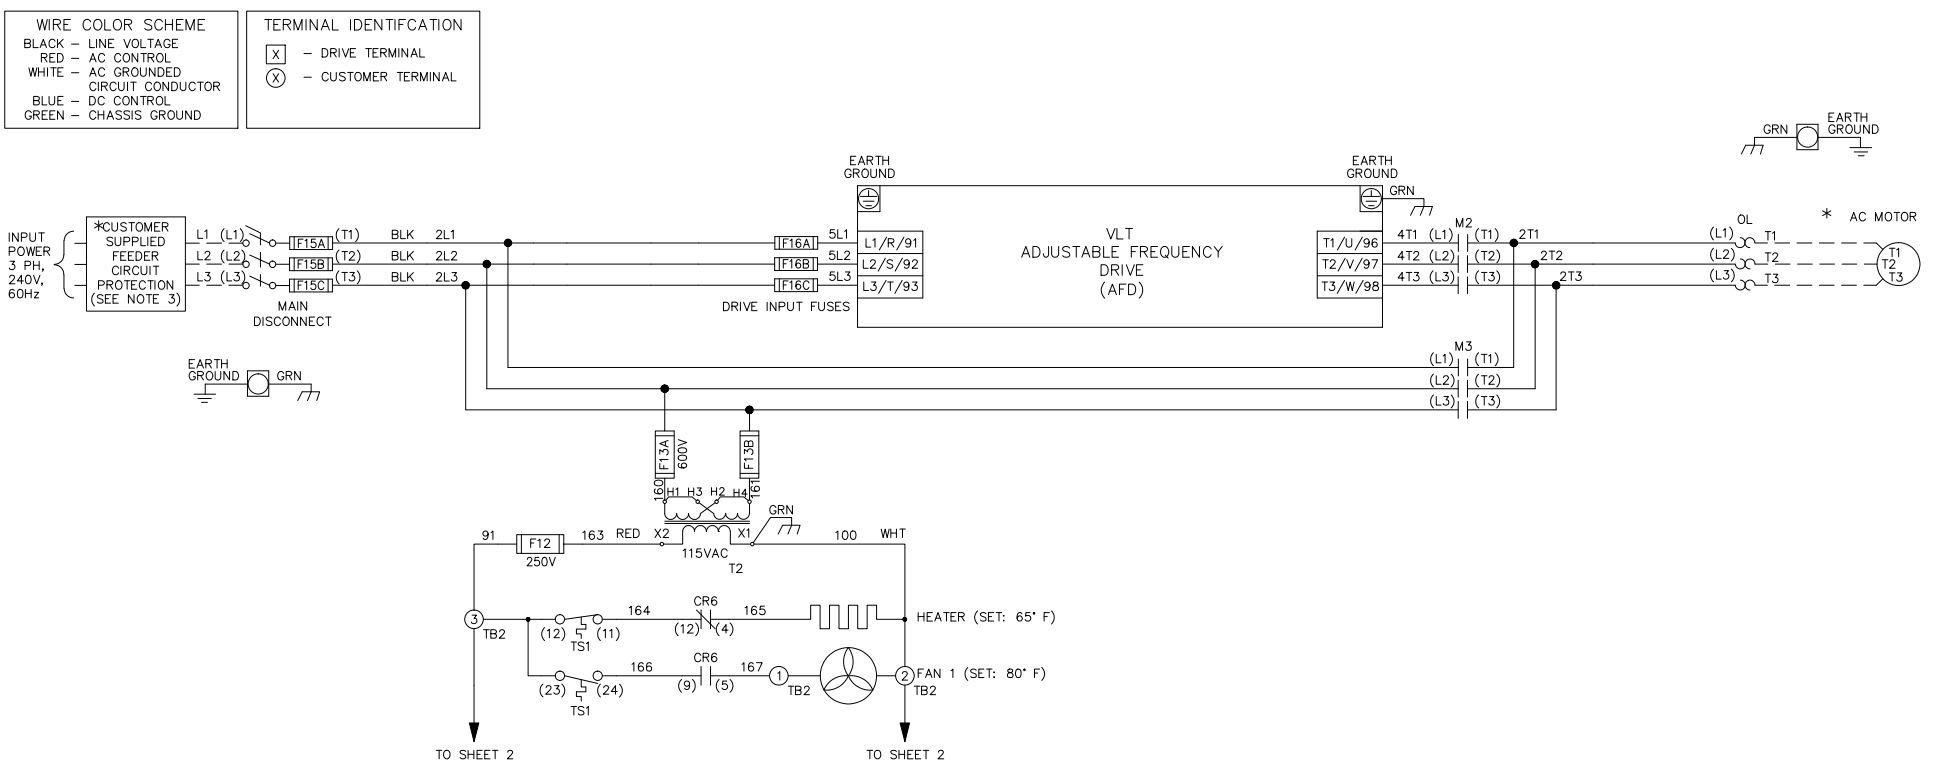 WIRE COLOR SCHEME
BLACK – LINE VOLTAGE
RED – AC CONTROL
WHITE – AC GROUNDED
CIRCUIT CONDUCTOR
BLUE – DC CONTROL
GREEN – CHASSIS GROUND
TERMINAL IDENTIFCATION
X – DRIVE TERMINAL
X – CUSTOMER TERMINAL
GRN
EARTH
GROUND
EARTH
GROUND
EARTH
GROUND
GRN
INPUT
POWER
3 PH,
240V,
60Hz
*CUSTOMER
SUPPLIED
FEEDER
CIRCUIT
PROTECTION
(SEE NOTE 3)
L1 (L1) F15A (T1) BLK 2L1 F16A 5L1 L1/R/91
L2 (L2) F15B (T2) BLK 2L2 F16B 5L2 L2/S/92
L3 (L3) F15C (T3) BLK 2L3 F16C 5L3 L3/T/93
MAIN
DISCONNECT
DRIVE INPUT FUSES
VLT
ADJUSTABLE FREQUENCY
DRIVE
(AFD)
M2
T1/U/96 4T1 (L1) (T1) 2T1
T2/V/97 4T2 (L2) (T2) 2T2
T3/W/98 4T3 (L3) (T3) 2T3
OL
(L1) T1
(L2) T2
(L3) T3
* AC MOTOR
T1
T2
T3
EARTH
GROUND
GRN
M3
(L1) (T1)
(L2) (T2)
(L3) (T3)
F13A
600V
F13B
160
161
H1 H3 H2 H4
GRN
91 F12 163 RED X2 X1 100 WHT
250V
115VAC
T2
3
TB2
(12) (11)
TS1
164
CR6
(12) (4)
165
HEATER (SET: 65° F)
(23) (24)
TS1
166
CR6
(9) (5)
167
1
TB2
2
TB2
FAN 1 (SET: 80° F)
TO SHEET 2
TO SHEET 2